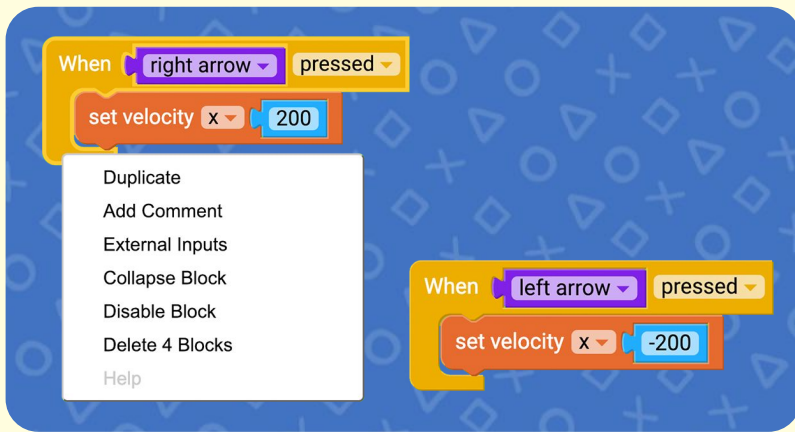 When right arrow pressed
set velocity x 200
Duplicate
Add Comment
External Inputs
Collapse Block
Disable Block
Delete 4 Blocks
Help
When left arrow pressed
set velocity x -200